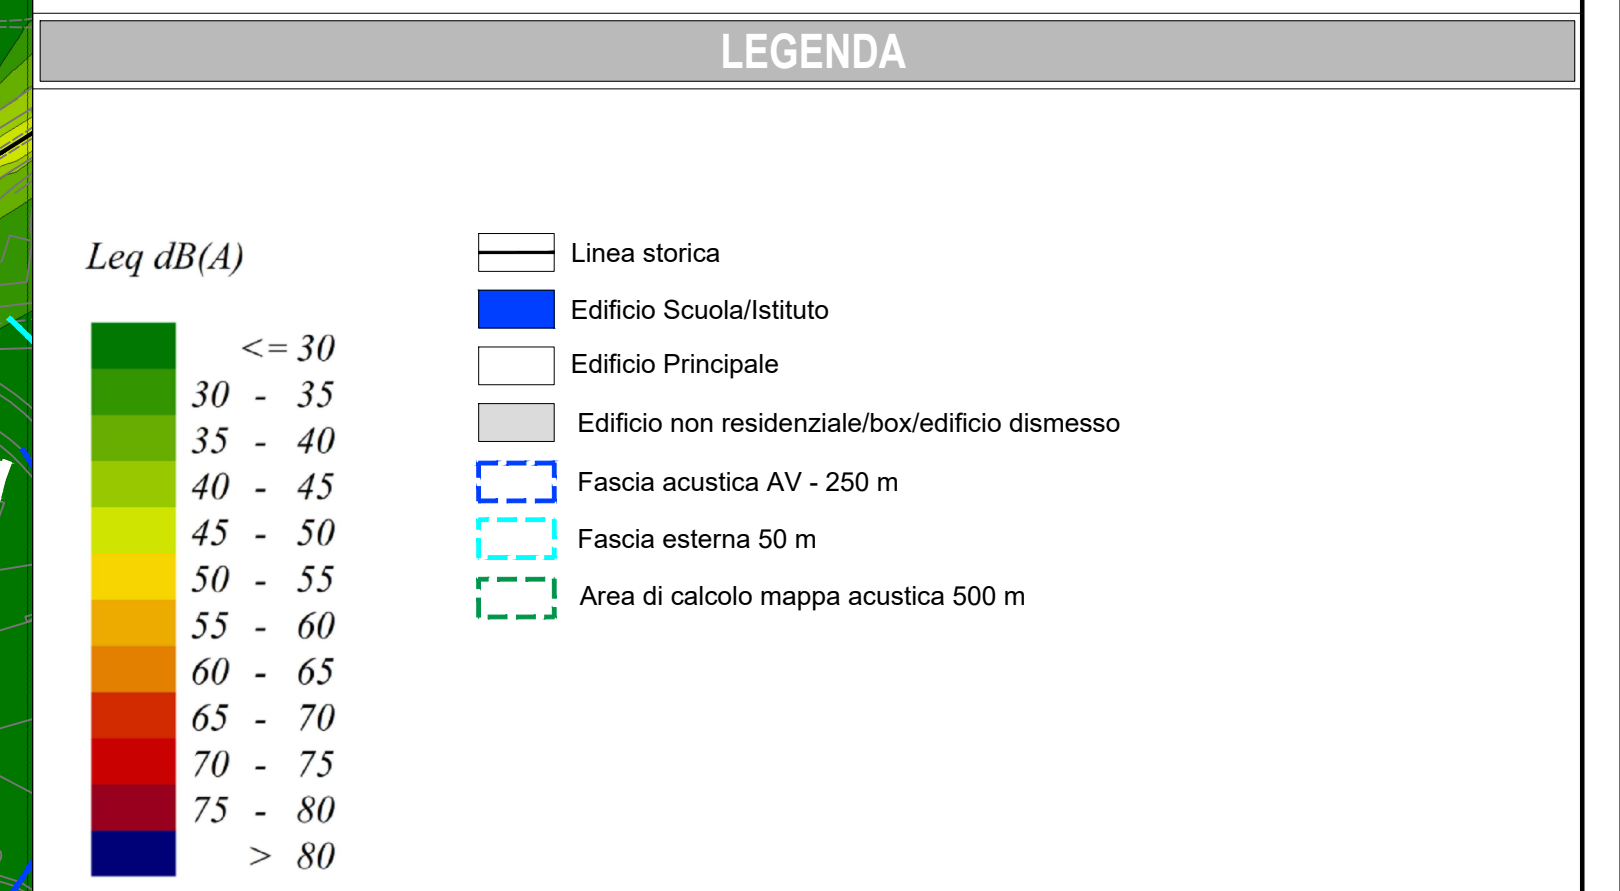 LEGENDA
Leq dB(A)
<= 30
30 - 35
35 - 40
40 - 45
45 - 50
50 - 55
55 - 60
60 - 65
65 - 70
70 - 75
75 - 80
> 80
Linea storica
Edificio Scuola/Istituto
Edificio Principale
Edificio non residenziale/box/edificio dismesso
Fascia acustica AV - 250 m
Fascia esterna 50 m
Area di calcolo mappa acustica 500 m